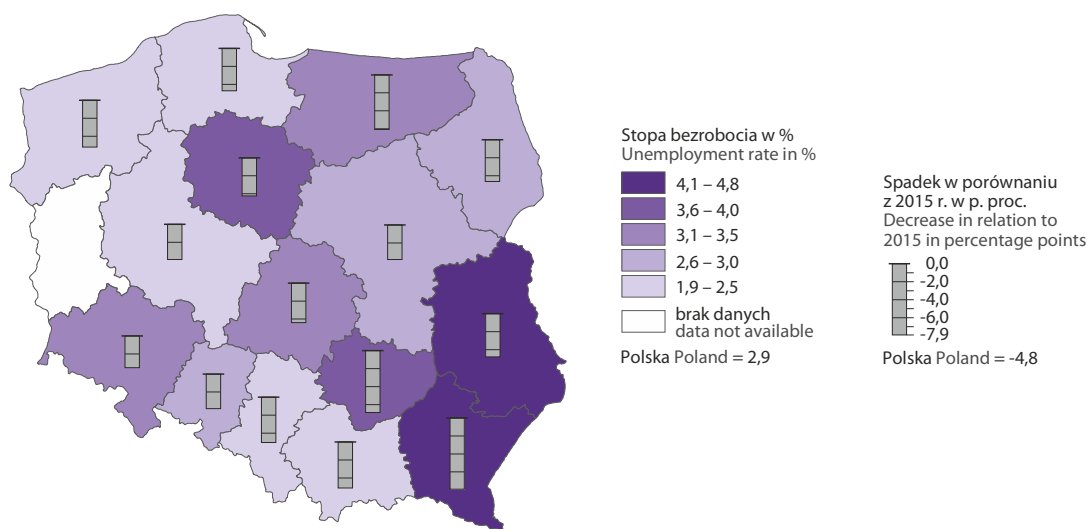 Stopa bezrobocia w %
Unemployment rate in %
4,1 – 4,8
3,6 – 4,0
3,1 – 3,5
2,6 – 3,0
1,9 – 2,5
brak danych
data not available
Polska Poland = 2,9
Spadek w porównaniu
z 2015 r. w p. proc.
Decrease in relation to
2015 in percentage points
0,0
-2,0
-4,0
-6,0
-7,9
Polska Poland = -4,8